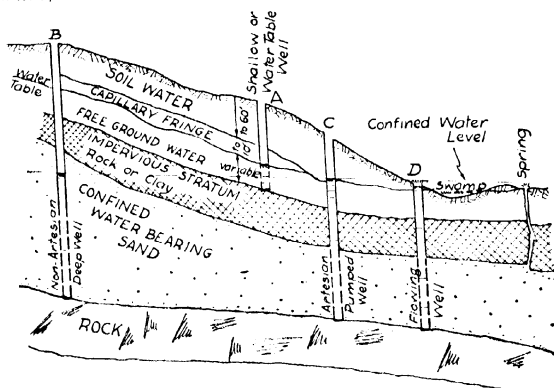 B
Shallow or
Water Table
Well
A
SOIL WATER
Water
Table
CAPILLARY FRINGE
FREE GROUND WATER
0' to 60'
variable
C
Confined Water
Level
Spring
D
swamp
IMPERVIOUS STRATUM
Rock or Clay
CONFINED
WATER BEARING
SAND
Non-Artesian
Deep Well
Artesian
Pumped Well
Flowing
Well
ROCK